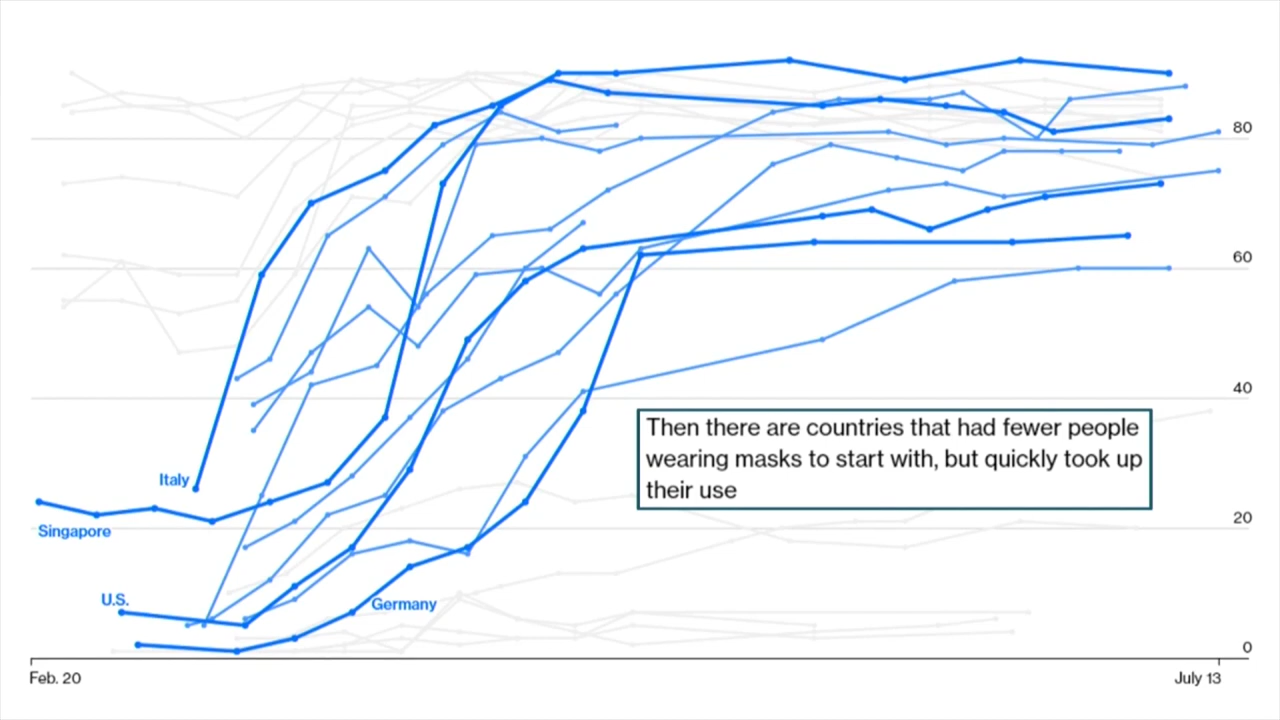 80
60
40
Then there are countries that had fewer people
wearing masks to start with, but quickly took up
their use
Italy
20
Singapore
U.S.
Germany
0
Feb. 20
July 13